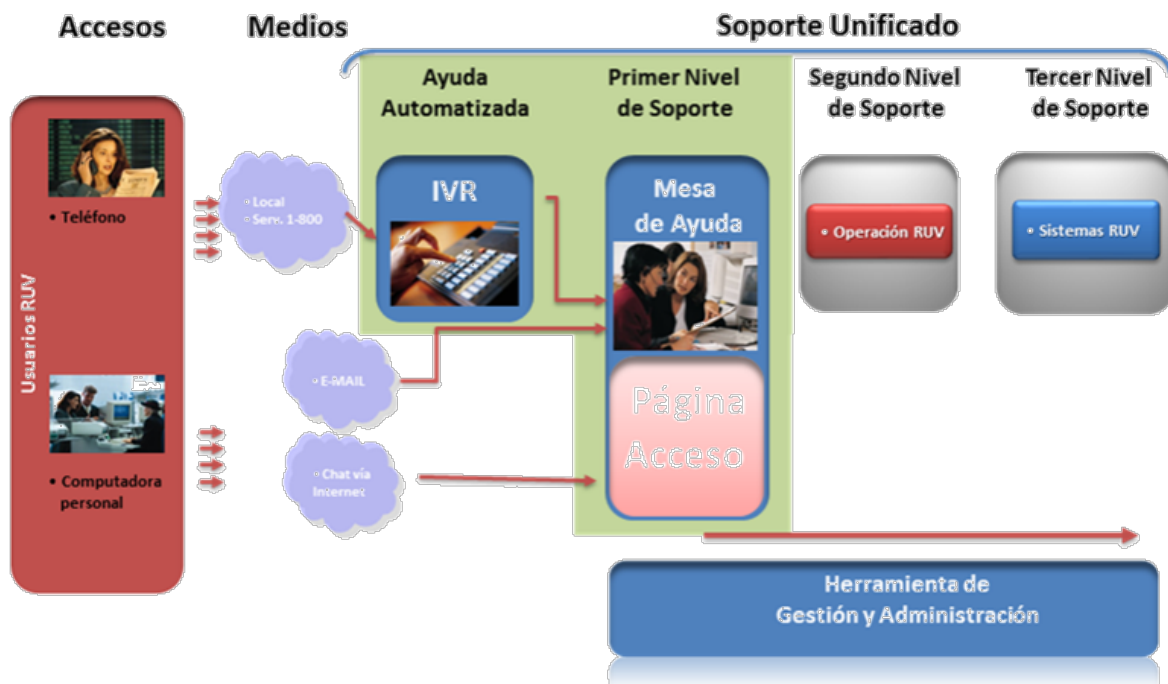 Accesos
Medios
Soporte Unificado
Ayuda
Automatizada
Primer Nivel
de Soporte
Segundo Nivel
de Soporte
Tercer Nivel
de Soporte
Usuarios RUV
• Teléfono
• Computadora
personal
• Local
• Serv. 1-800
• E-MAIL
• Chat vía
Internet
IVR
Mesa
de Ayuda
Página
Acceso
• Operación RUV
• Sistemas RUV
Herramienta de
Gestión y Administración